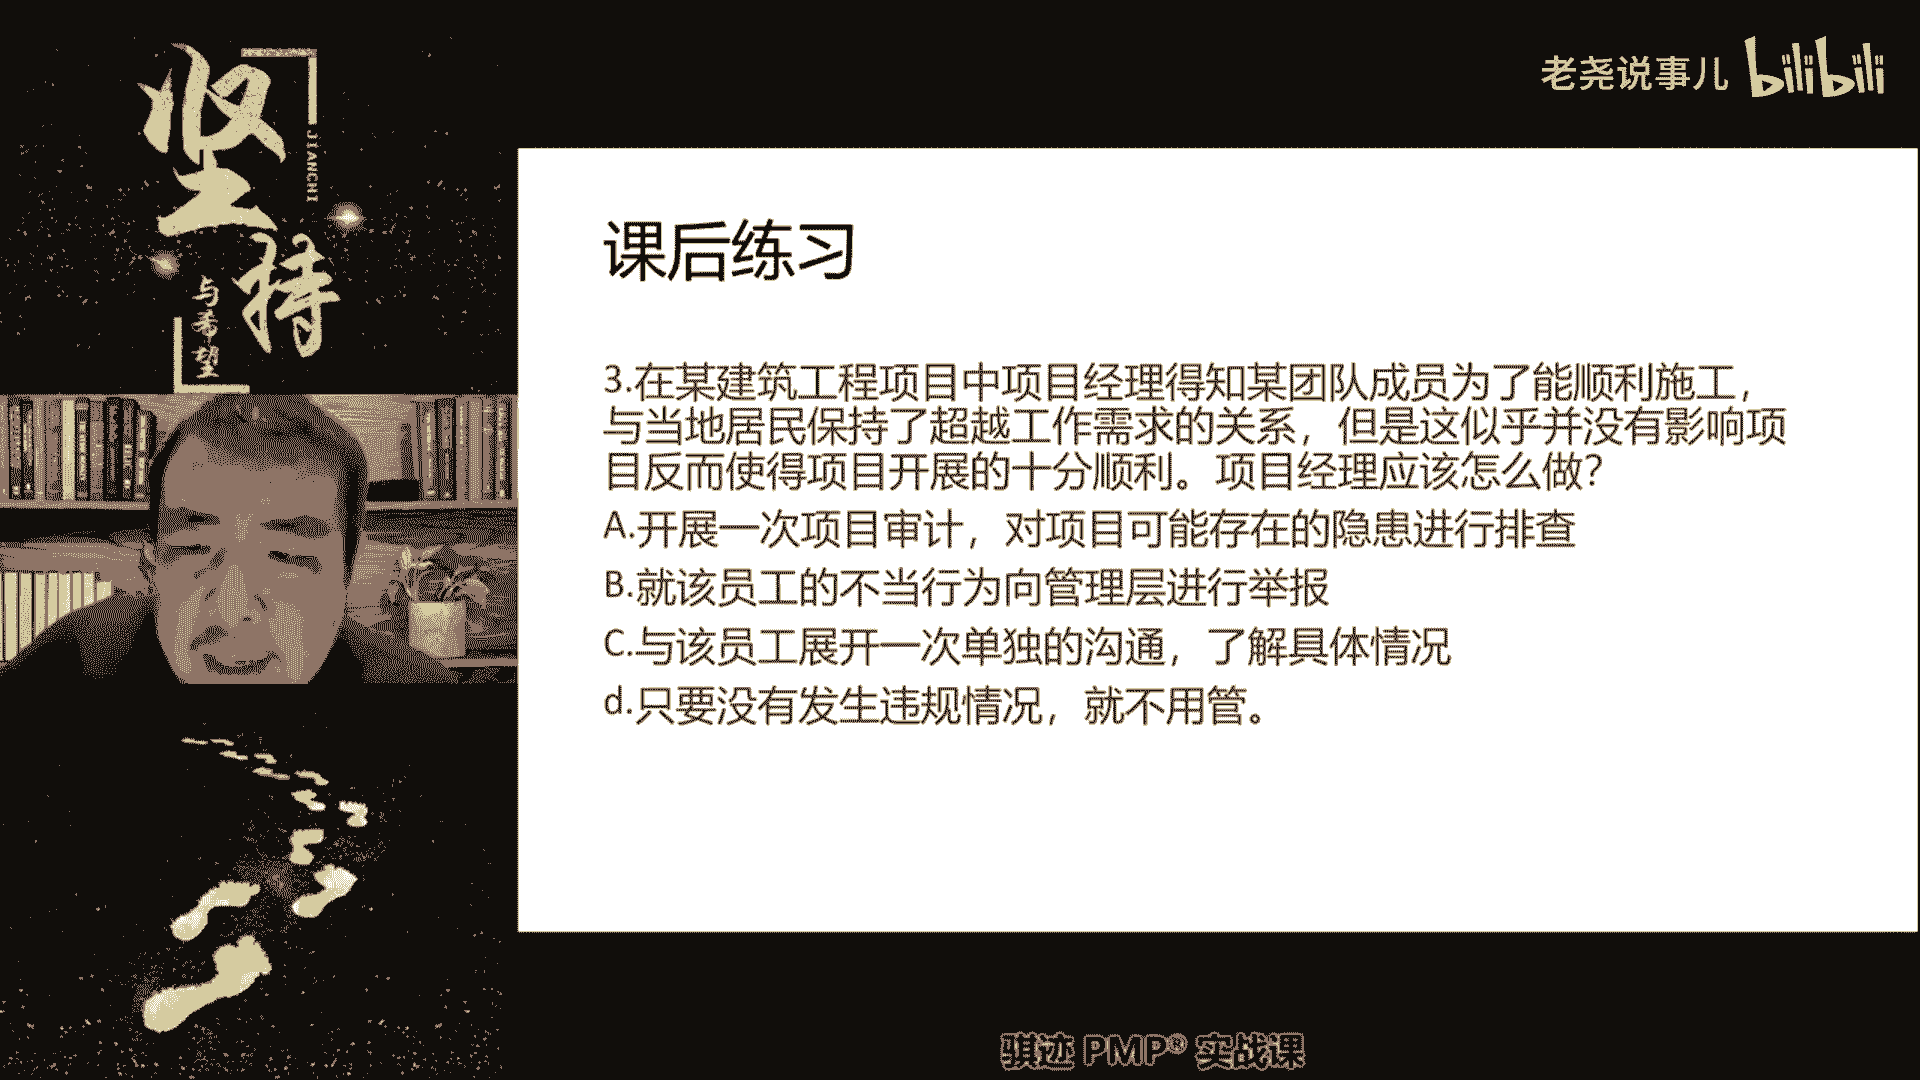 坚持
JIANCHI
与希望
老尧说事儿 bilibili
课后练习
3.在某建筑工程项目中项目经理得知某团队成员为了能顺利施工，
与当地居民保持了超越工作需求的关系，但是这似乎并没有影响项
目反而使得项目开展的十分顺利。项目经理应该怎么做？
A.开展一次项目审计，对项目可能存在的隐患进行排查
B.就该员工的不当行为向管理层进行举报
C.与该员工展开一次单独的沟通，了解具体情况
d.只要没有发生违规情况，就不用管。
骐迹 PMP® 实战课